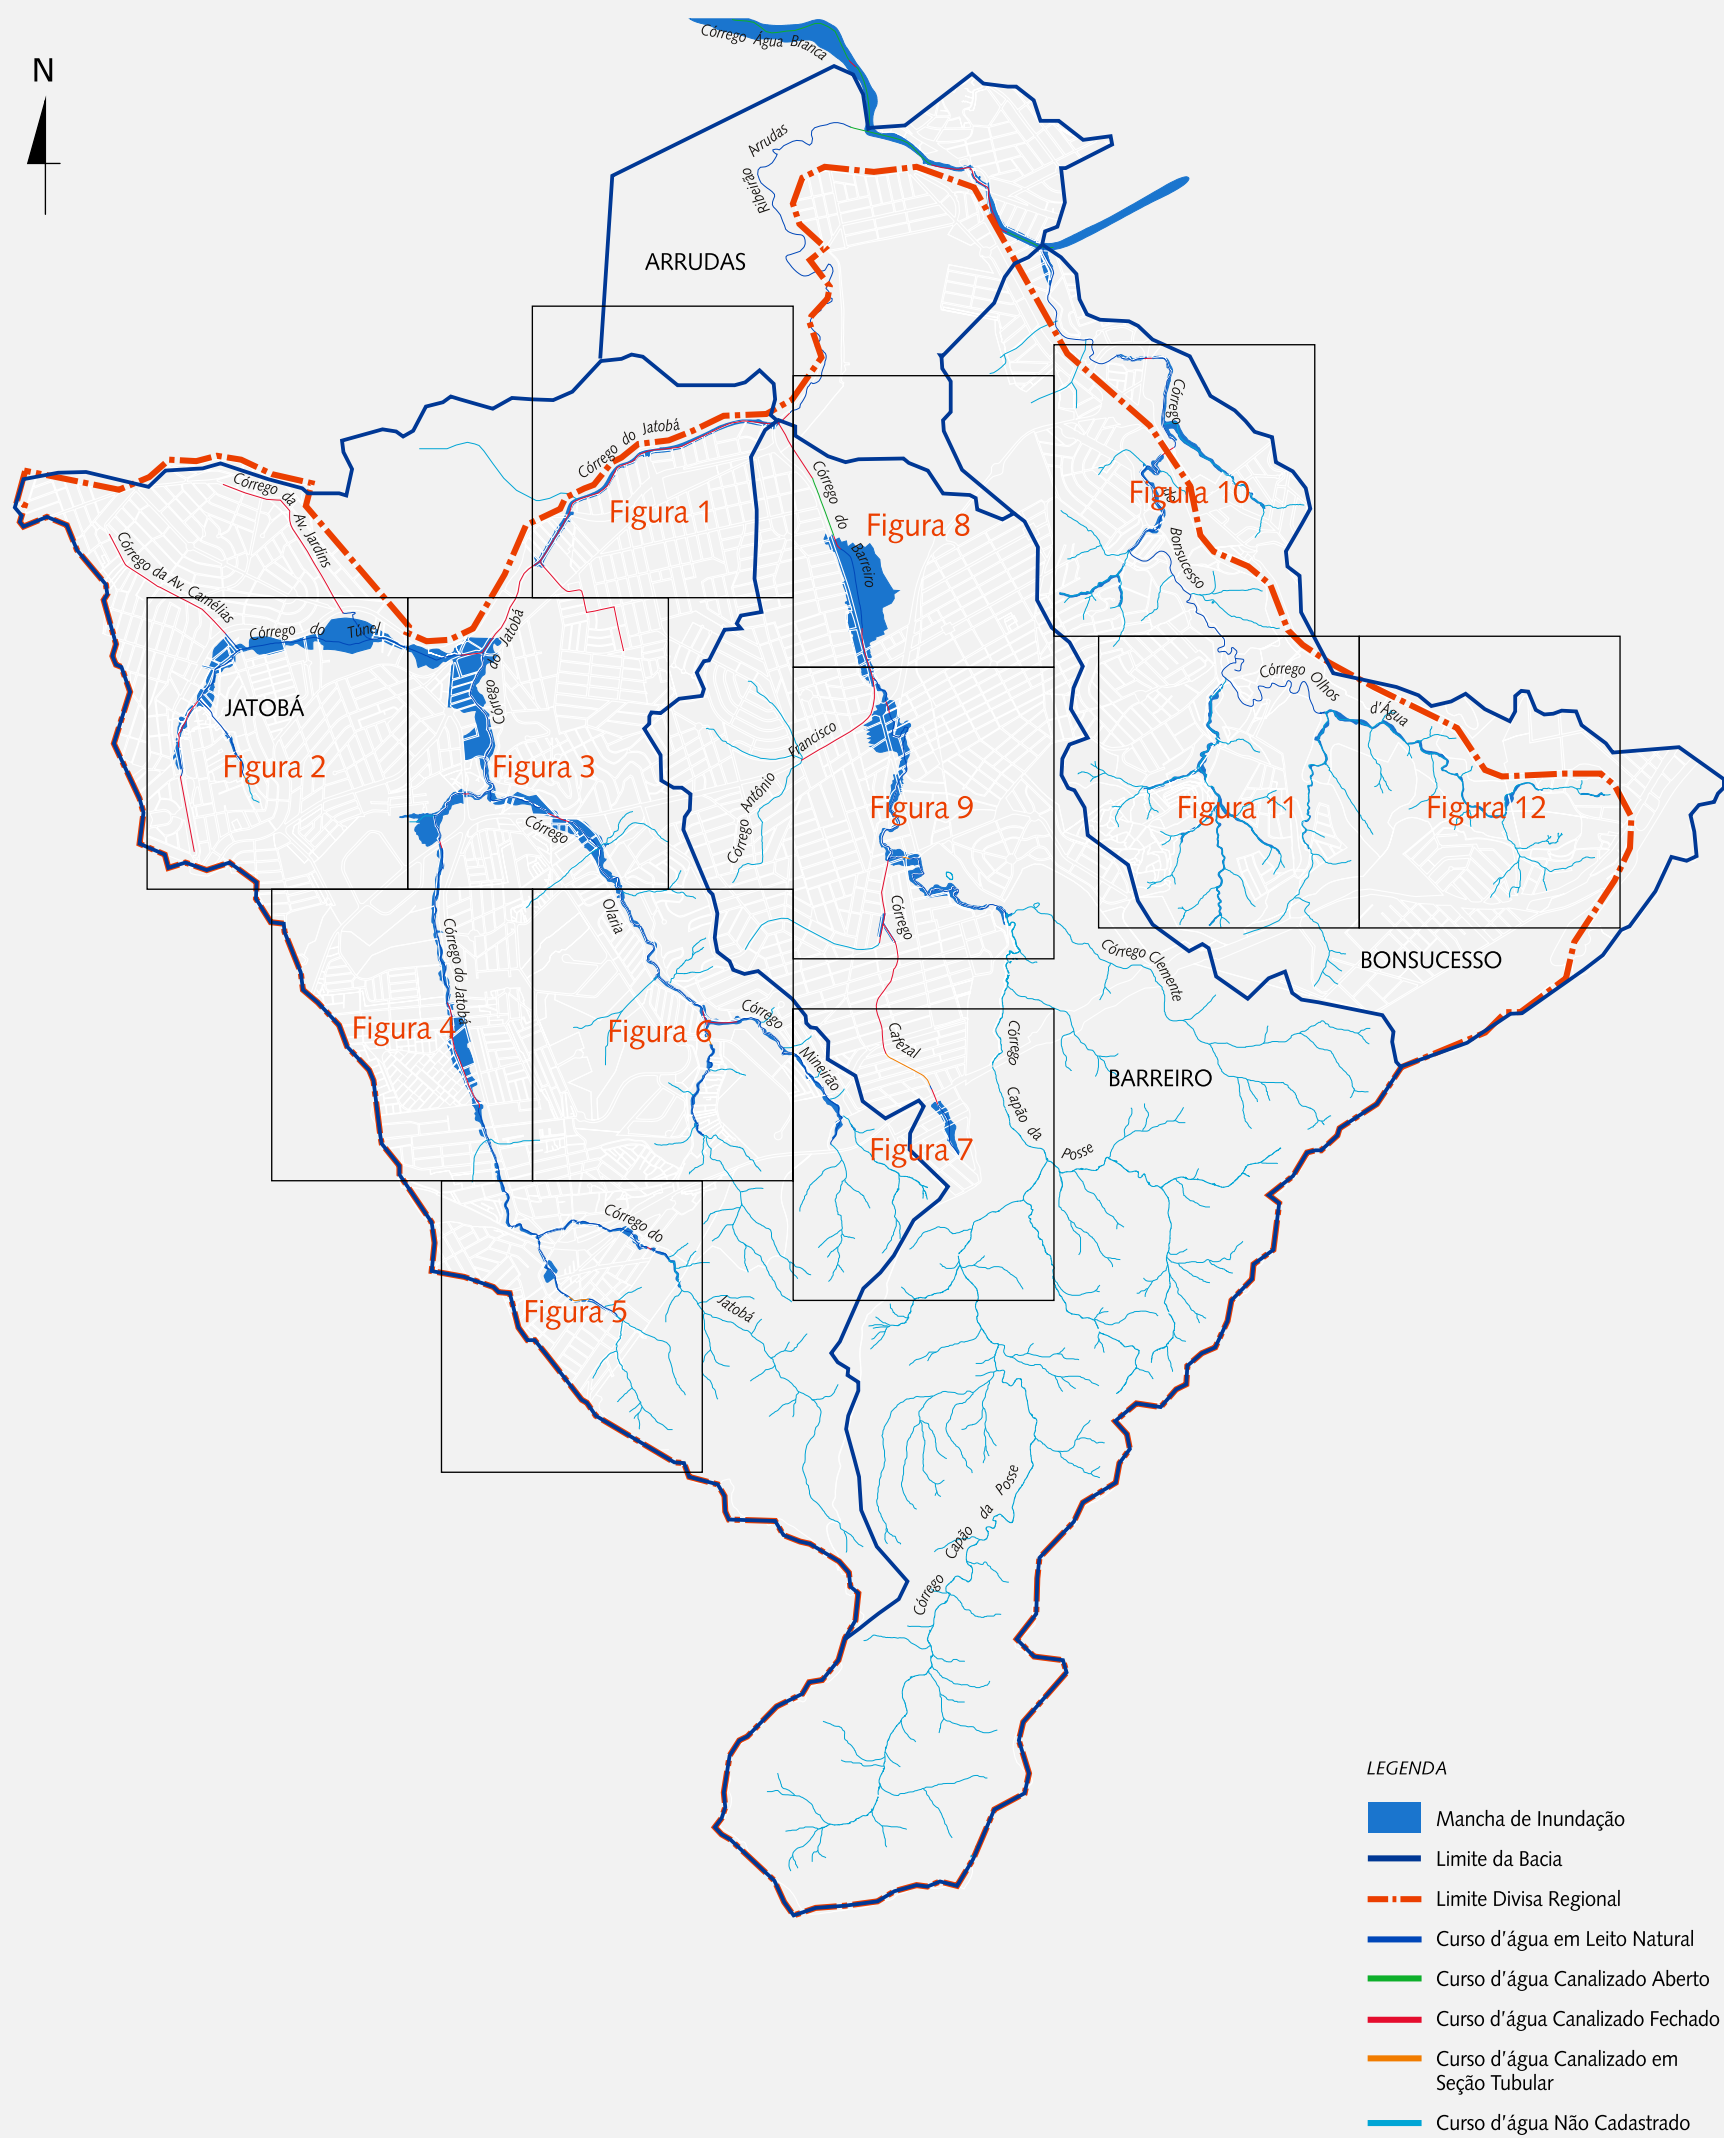 Córrego Água Branca
N
Arrudas
Ribeirão
ARRUDAS
Córrego do Jatobá
Figura 1
Córrego da
Av. Jardins
Córrego da Av. Camélias
Córrego do Túnel
JATOBÁ
Figura 2
Córrego do Jatobá
Figura 3
Córrego
Olaria
Córrego do
Barreiro
Figura 8
Córrego
do
Bonsucesso
Figura 10
Francisco
Córrego Antônio
Figura 9
Córrego
Cafezal
Córrego Olhos
d'Água
Figura 11
Figura 12
BONSUCESSO
Córrego Clemente
Córrego do Jatobá
Figura 4
Figura 6
Córrego
Mineirão
Figura 7
Córrego
Capão da
Posse
BARREIRO
Córrego do
Jatobá
Figura 5
Córrego Capão da Posse
LEGENDA
Mancha de Inundação
Limite da Bacia
Limite Divisa Regional
Curso d'água em Leito Natural
Curso d'água Canalizado Aberto
Curso d'água Canalizado Fechado
Curso d'água Canalizado em
Seção Tubular
Curso d'água Não Cadastrado